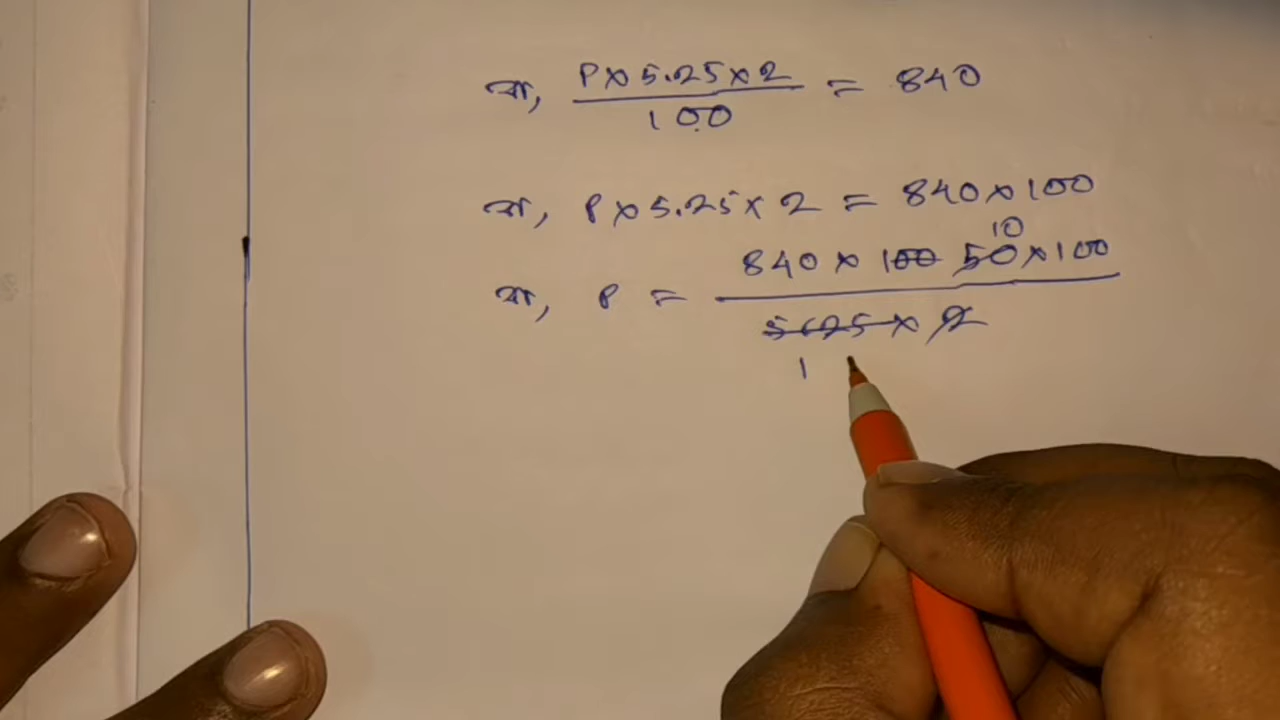 বা, P×5.25×2 / 100 = 840
বা, P×5.25×2 = 840×100
10
বা, P = 840×100 50×100 / 5.25×2
1